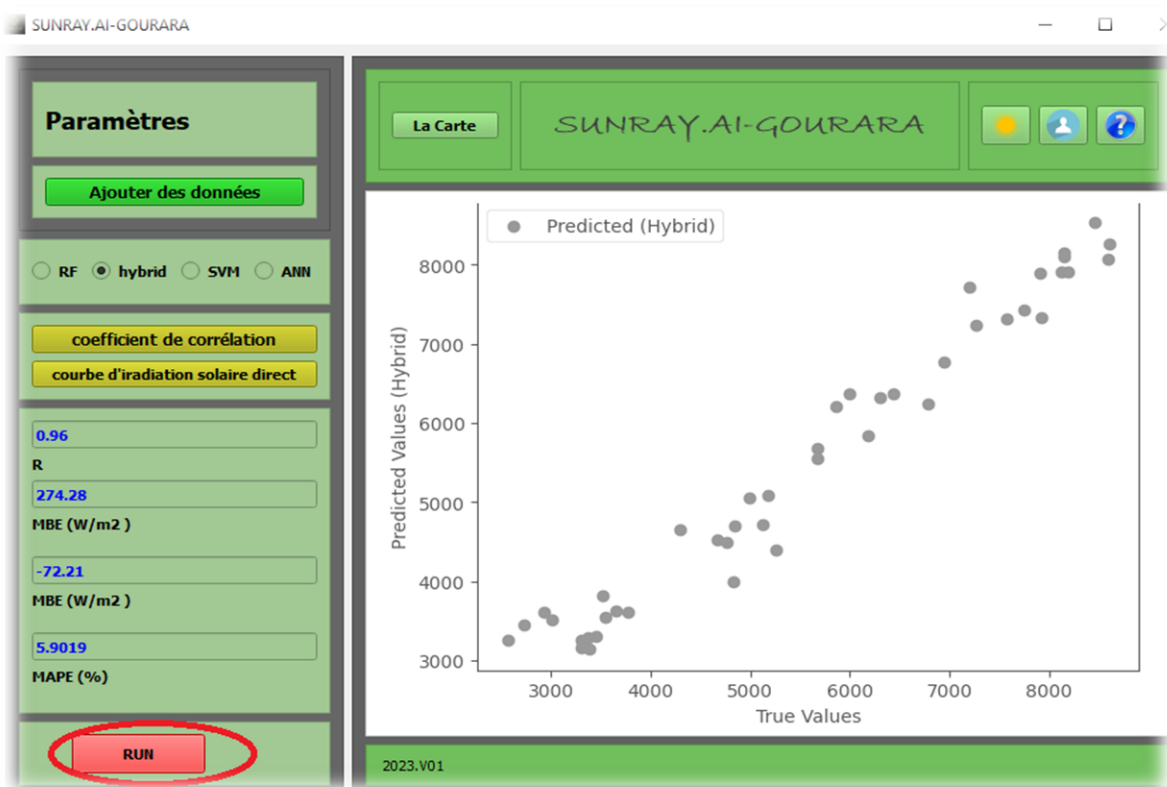 SUNRAY.AI-GOURARA
Paramètres
Ajouter des données
RF hybrid SVM ANN
coefficient de corrélation
courbe d'iradiation solaire direct
0.96
R
274.28
MBE (W/m2 )
-72.21
MBE (W/m2 )
5.9019
MAPE (%)
RUN
La Carte
SUNRAY.AI-GOURARA
?
Predicted (Hybrid)
Predicted Values (Hybrid)
8000
7000
6000
5000
4000
3000
3000 4000 5000 6000 7000 8000
True Values
2023.V01